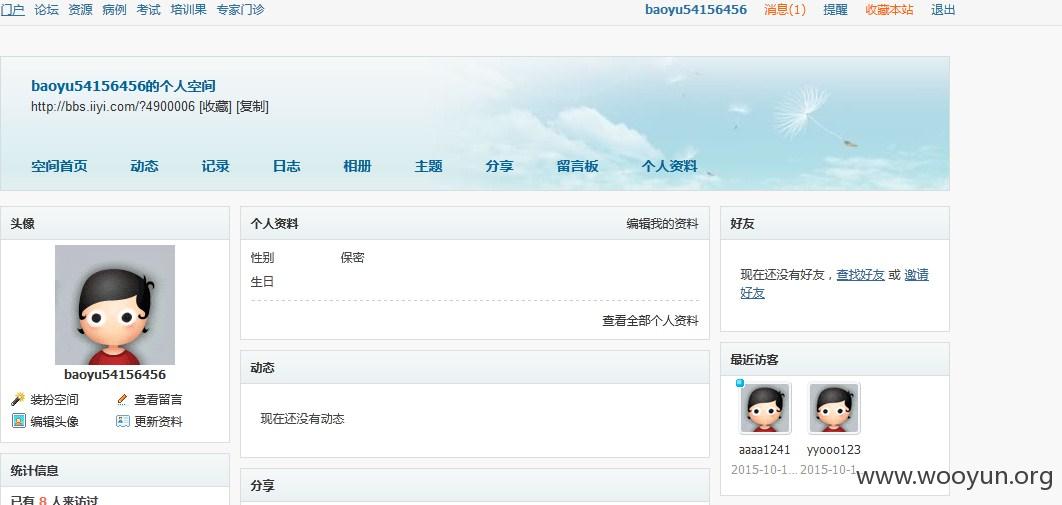 门户 论坛 资源 病例 考试 培训果 专家门诊
baoyu54156456 消息(1) 提醒 收藏本站 退出
baoyu54156456的个人空间
http://bbs.iiyi.com/?4900006 [收藏] [复制]
空间首页 动态 记录 日志 相册 主题 分享 留言板 个人资料
头像
baoyu54156456
装扮空间 查看留言
编辑头像 更新资料
统计信息
已有 8 人来访过
个人资料 编辑我的资料
性别 保密
生日
查看全部个人资料
动态
现在还没有动态
分享
好友
现在还没有好友，查找好友 或 邀请
好友
最近访客
aaaa1241 yyooo123
2015-10-1... 2015-10-1...
www.wooyun.org